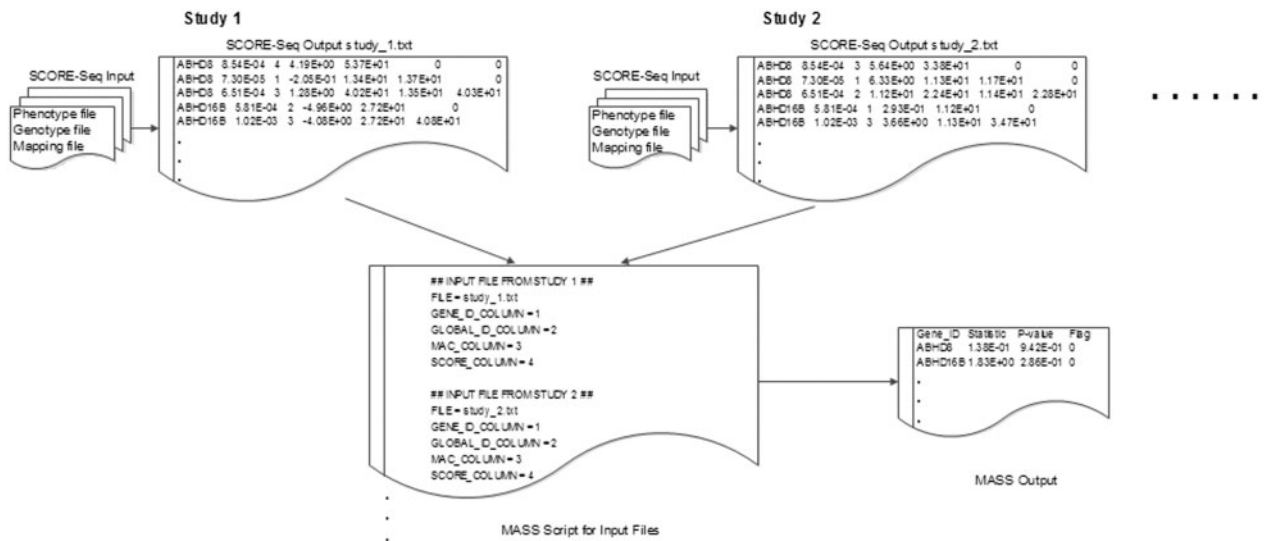 Study 1
SCORE-Seq Output study_1.txt
ABHD8 8.54E-04 4 4.19E+00 5.37E+01 0 0
ABHD8 7.30E-05 1 -2.05E-01 1.34E+01 1.37E+01 0
ABHD8 6.51E-04 3 1.28E+00 4.02E+01 1.35E+01 4.03E+01
ABHD16B 5.81E-04 2 -4.96E+00 2.72E+01 0
ABHD16B 1.02E-03 3 -4.08E+00 2.72E+01 4.08E+01
SCORE-Seq Input
Phenotype file
Genotype file
Mapping file
Study 2
SCORE-Seq Output study_2.txt
ABHD8 8.54E-04 3 5.64E+00 3.38E+01 0 0
ABHD8 7.30E-05 1 6.33E+00 1.13E+01 1.17E+01 0
ABHD8 6.51E-04 2 1.12E+01 2.24E+01 1.14E+01 2.28E+01
ABHD16B 5.81E-04 1 2.93E-01 1.12E+01 0
ABHD16B 1.02E-03 3 3.66E+00 1.13E+01 3.47E+01
SCORE-Seq Input
Phenotype file
Genotype file
Mapping file
## INPUT FILE FROM STUDY 1 ##
FILE = study_1.txt
GENE_ID_COLUMN = 1
GLOBAL_ID_COLUMN = 2
MAC_COLUMN = 3
SCORE_COLUMN = 4
## INPUT FILE FROM STUDY 2 ##
FILE = study_2.txt
GENE_ID_COLUMN = 1
GLOBAL_ID_COLUMN = 2
MAC_COLUMN = 3
SCORE_COLUMN = 4
MASS Script for Input Files
Gene_ID Statistic P-value Flag
ABHD8 1.38E-01 9.42E-01 0
ABHD16B 1.83E+00 2.86E-01 0
MASS Output